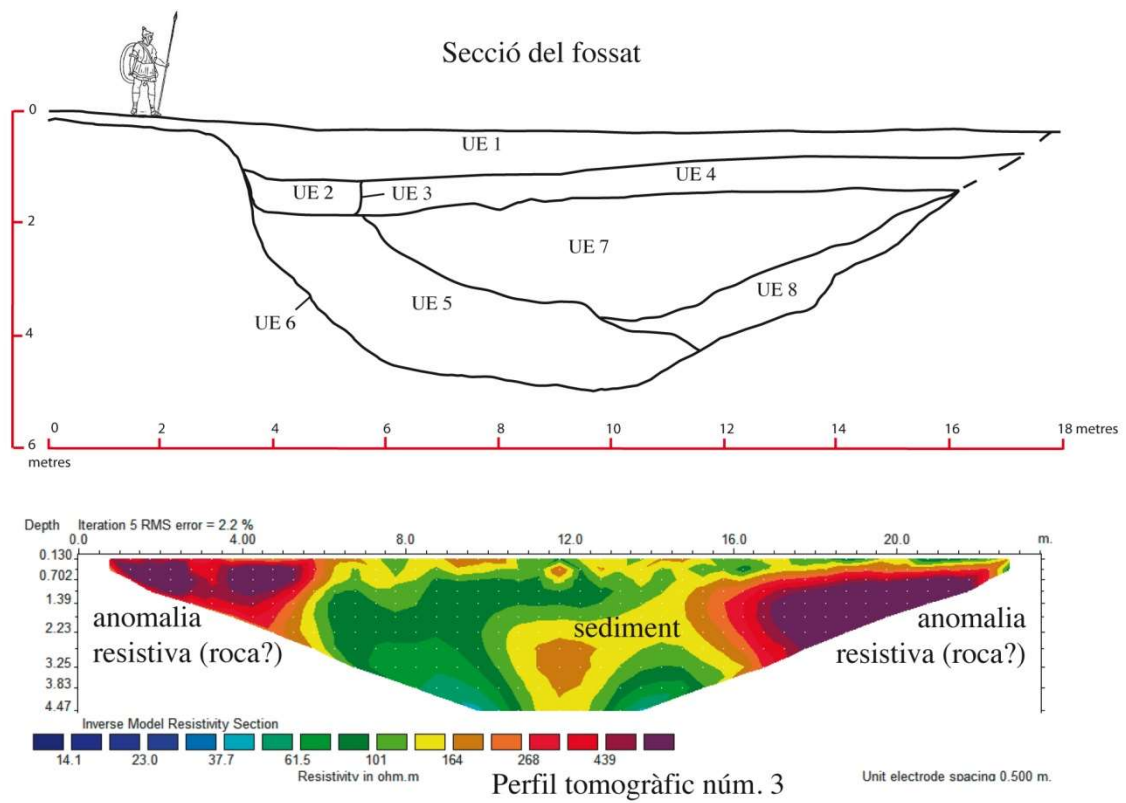 Secció del fossat
0
UE 1
UE 2
UE 3
UE 4
2
UE 7
UE 5
UE 8
UE 6
4
0 2 4 6 8 10 12 14 16 18 metres
6
metres
Depth Iteration 5 RMS error = 2.2 %
0.0 4.00 8.0 12.0 16.0 20.0 m.
0.130
0.702
1.39
2.23
3.25
3.83
4.47
anomalia
resistiva (roca?)
sediment
anomalia
resistiva (roca?)
Inverse Model Resistivity Section
14.1 23.0 37.7 61.5 101 164 268 439
Resistivity in ohm.m
Perfil tomogràfic núm. 3
Unit electrode spacing 0.500 m.